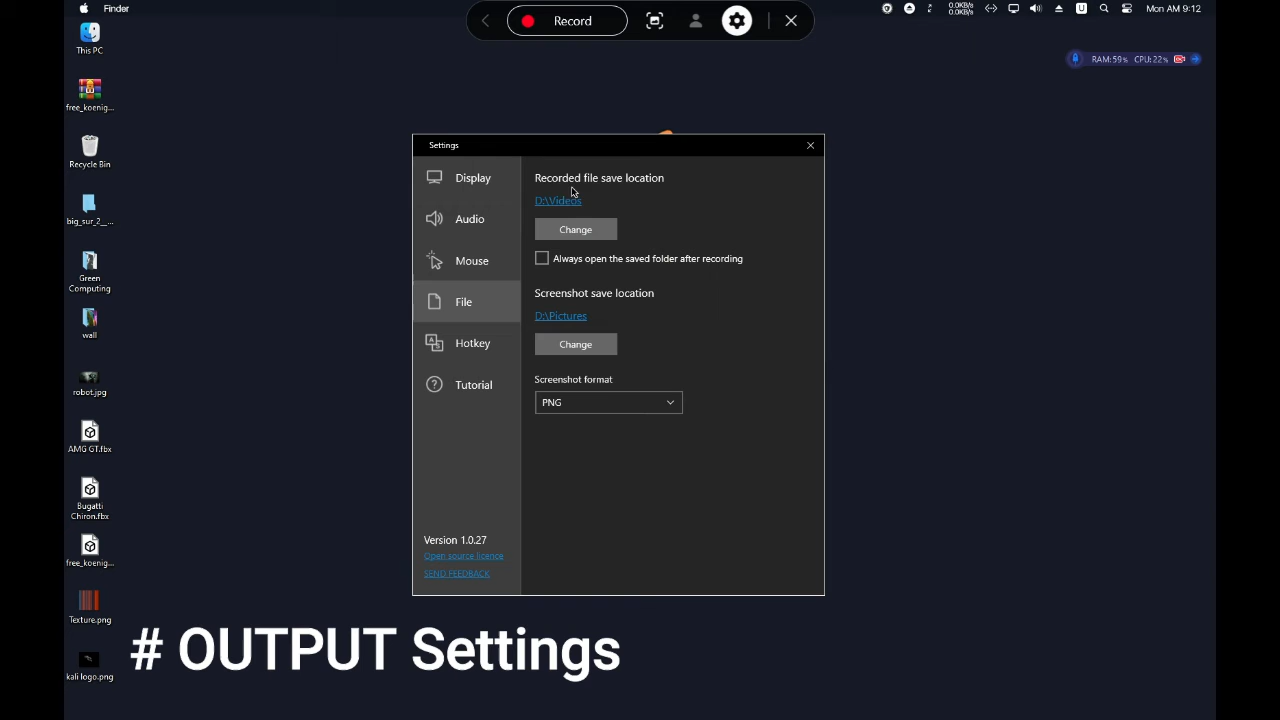 Finder
Record
0.0KB/s
0.0KB/s
U
Mon AM 9:12
This PC
RAM:59% CPU:22%
free_koenig...
Recycle Bin
big_sur_2__...
Green
Computing
wall
robot.jpg
AMG GT.fbx
Bugatti
Chiron.fbx
free_koenig...
Texture.png
kali logo.png
Settings
Display
Audio
Mouse
File
Hotkey
Tutorial
Version 1.0.27
Open source licence
SEND FEEDBACK
Recorded file save location
D:\Videos
Change
Always open the saved folder after recording
Screenshot save location
D:\Pictures
Change
Screenshot format
PNG
# OUTPUT Settings